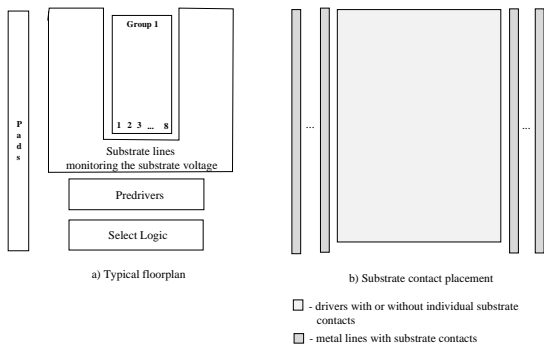 Group 1
P
a
d
s
1 2 3 ... 8
Substrate lines
monitoring the substrate voltage
Predrivers
Select Logic
a) Typical floorplan
...
...
b) Substrate contact placement
- drivers with or without individual substrate
contacts
- metal lines with substrate contacts